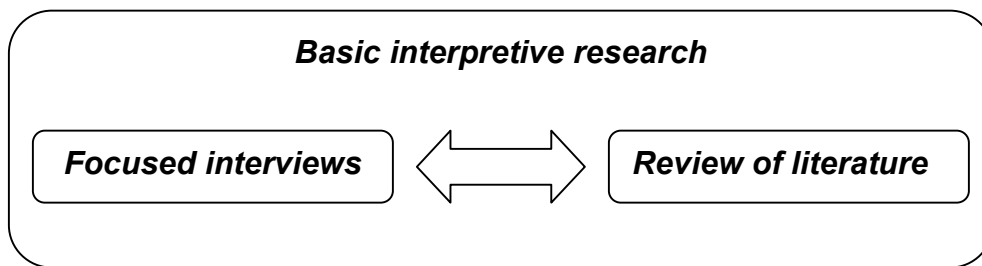 Basic interpretive research
Focused interviews
Review of literature